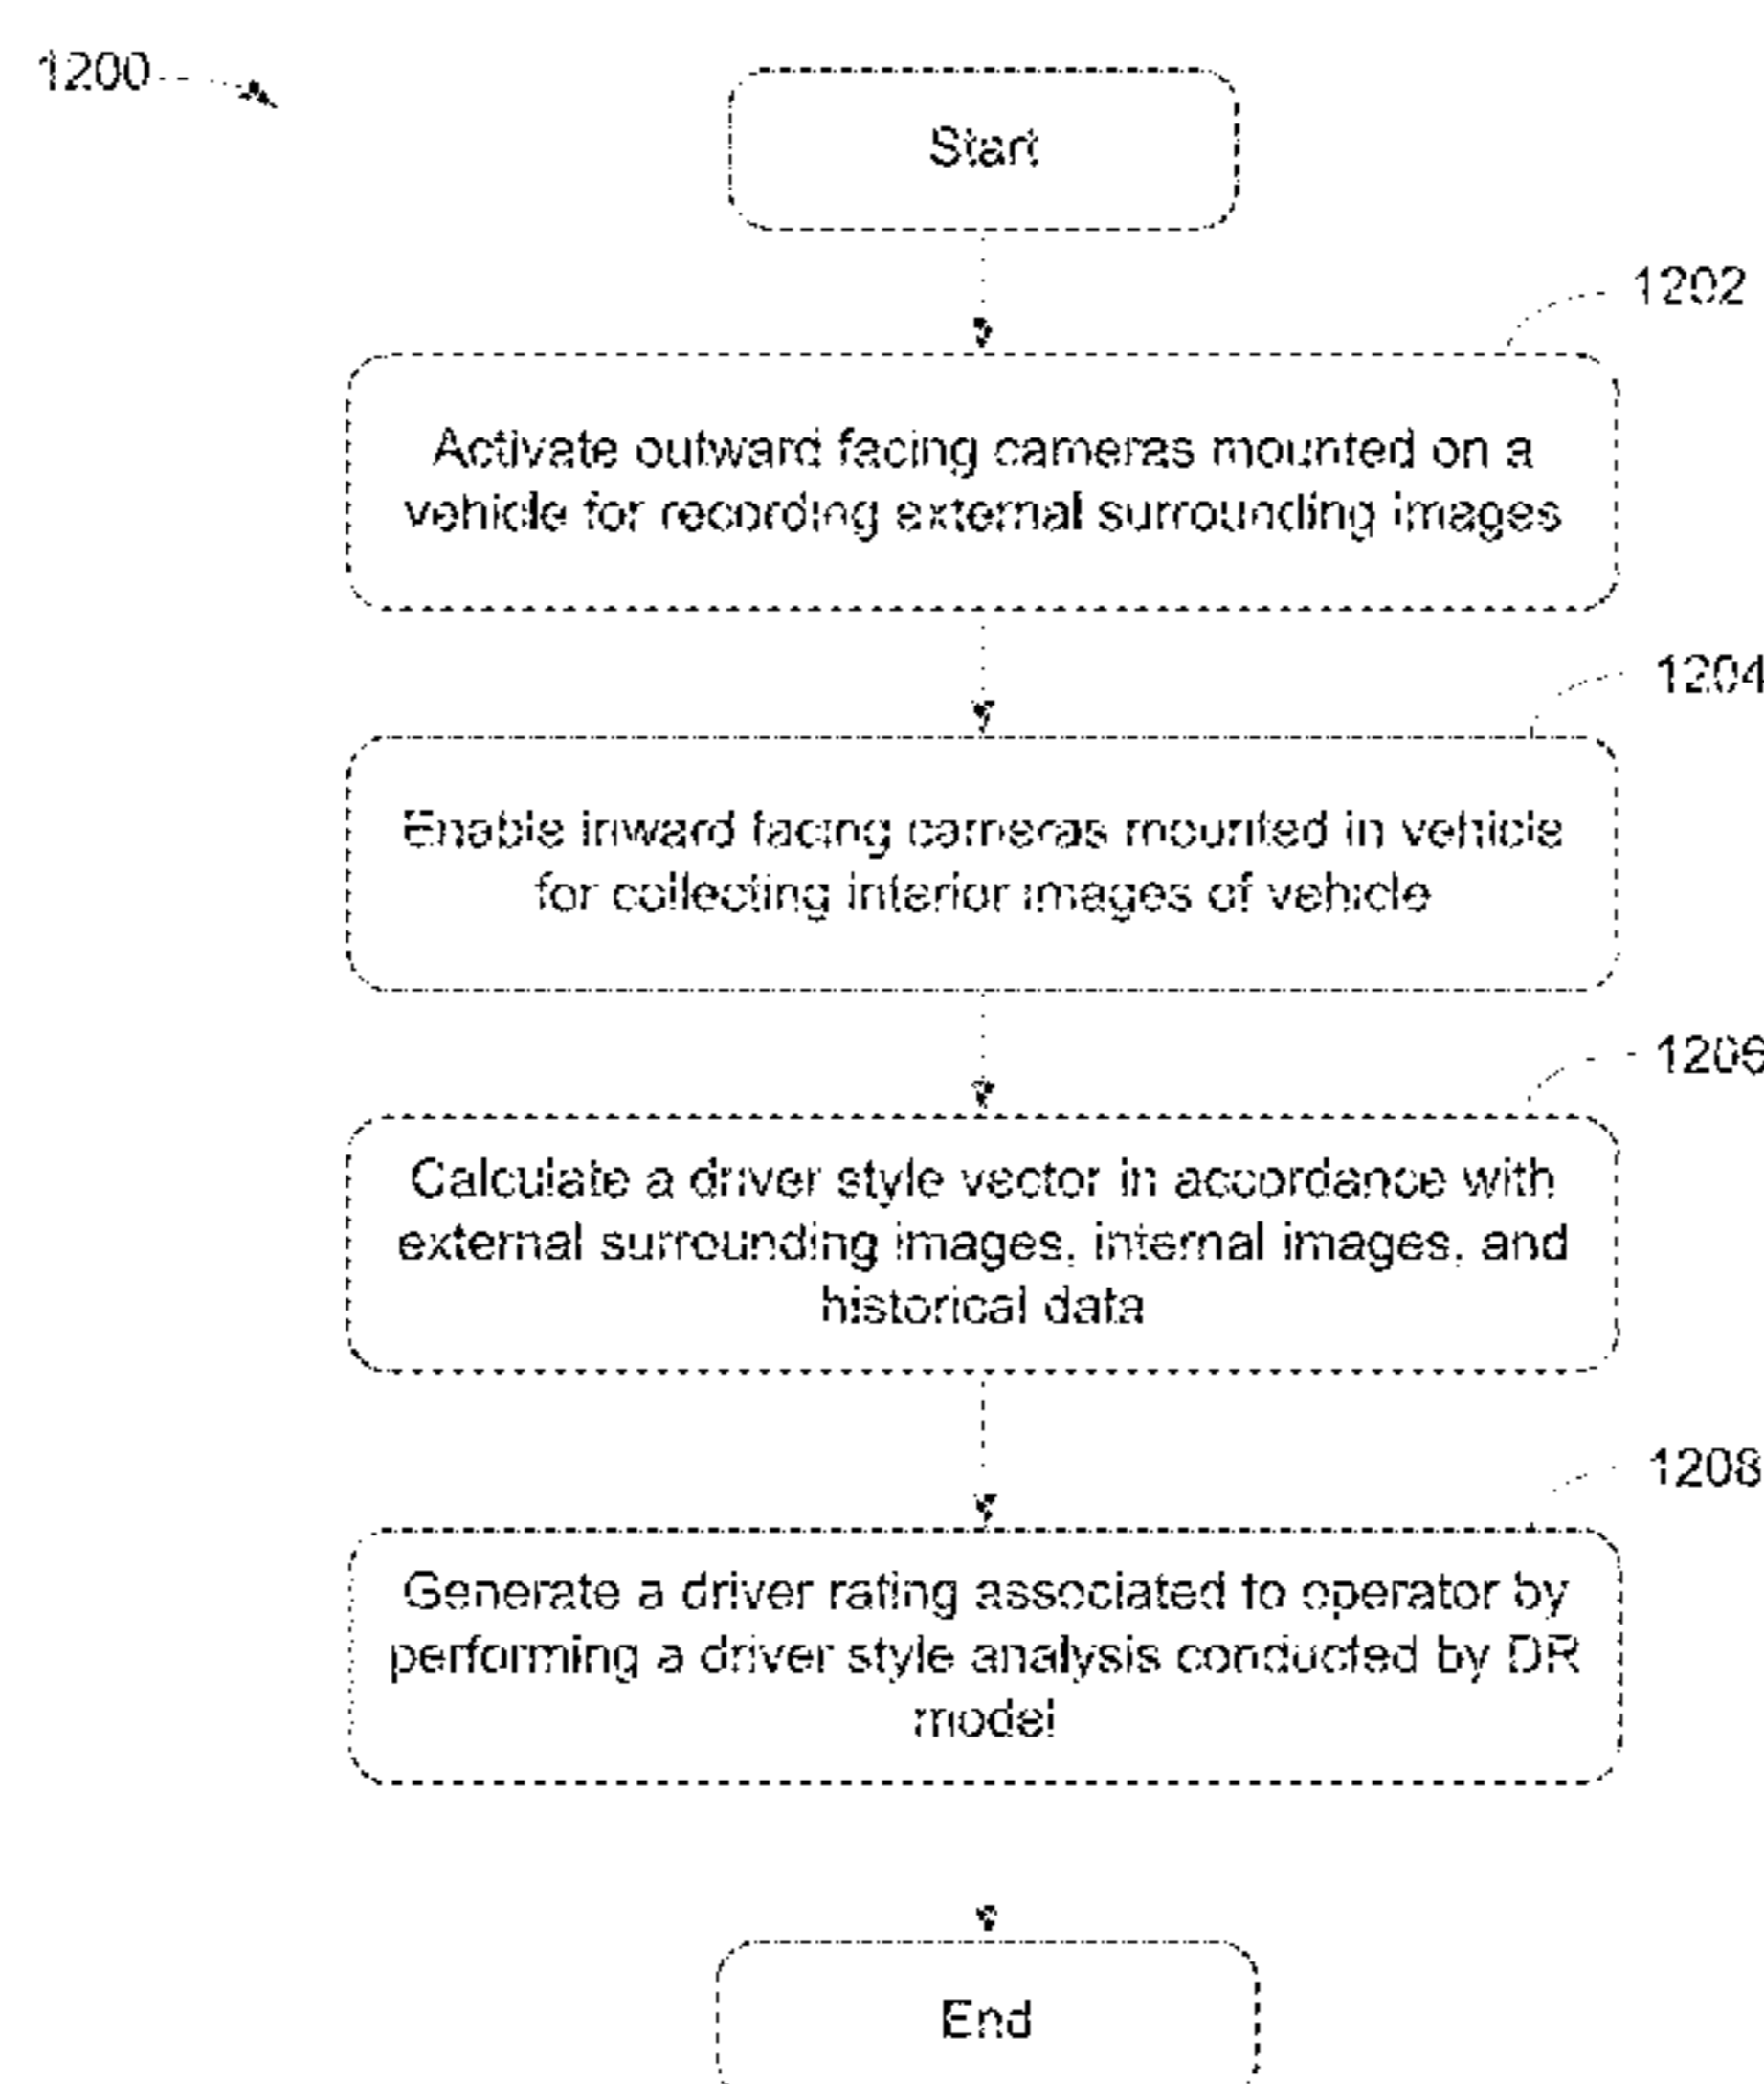 1200
Start
1202
Activate outward facing cameras mounted on a
vehicle for recording external surrounding images
1204
Enable inward facing cameras mounted in vehicle
for collecting interior images of vehicle
1206
Calculate a driver style vector in accordance with
external surrounding images, internal images, and
historical data
1208
Generate a driver rating associated to operator by
performing a driver style analysis conducted by DR
model
End